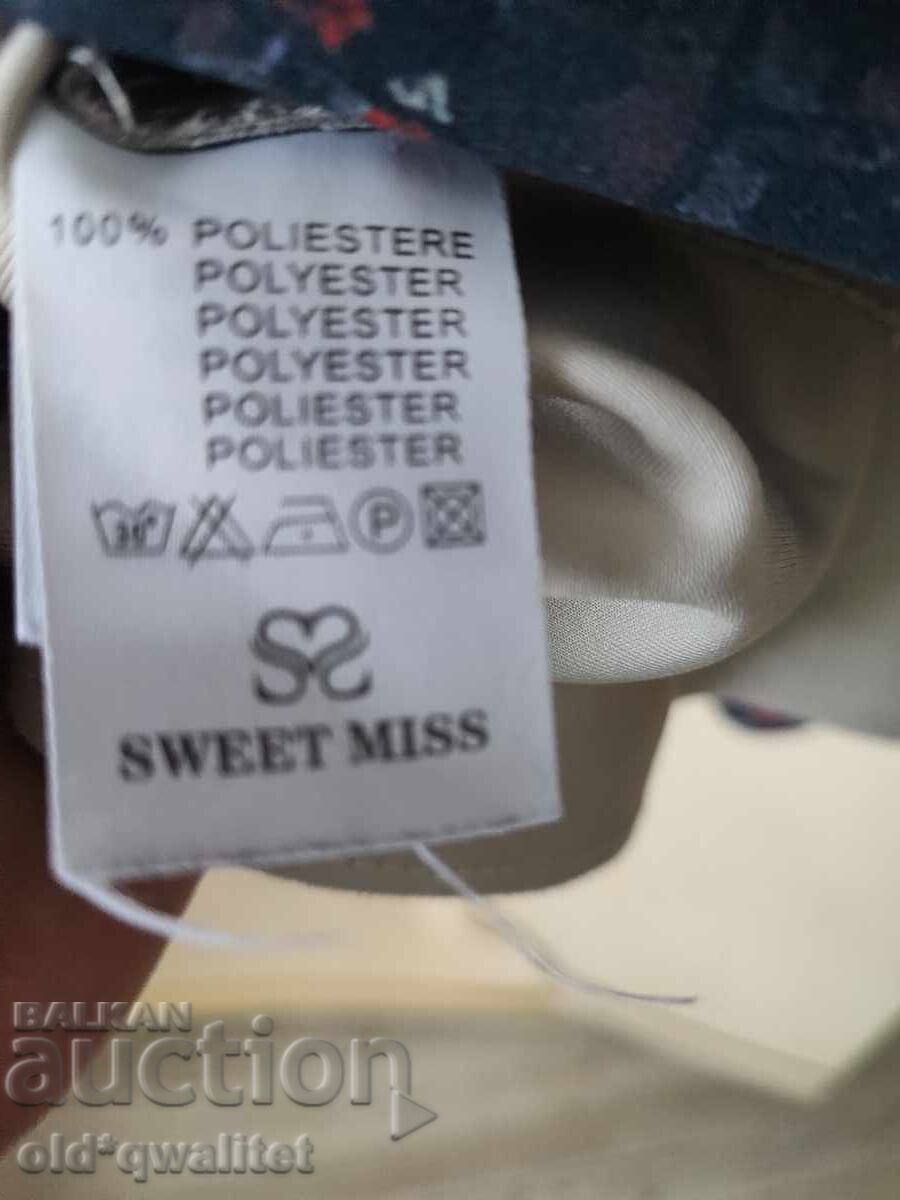 100% POLIESTERE
POLYESTER
POLYESTER
POLYESTER
POLIESTER
POLIESTER
30° P
SWEET MISS
BALKAN
auction
old*qwalitet